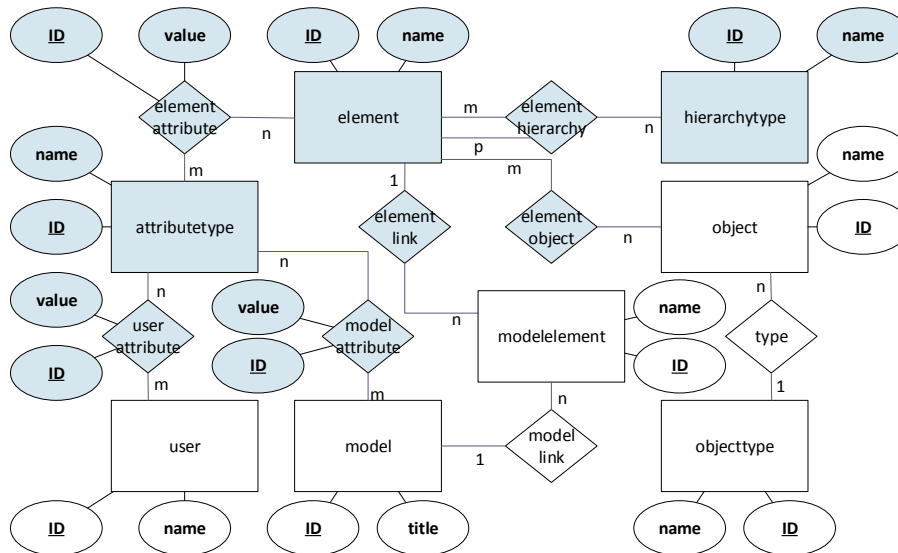 ID
value
ID
name
ID
name
element
attribute
n
element
m
p
m
element
hierarchy
n
hierarchytype
name
m
1
name
ID
attributetype
n
element
link
element
object
n
object
ID
value
n
ID
user
attribute
m
value
ID
model
attribute
m
n
modelelement
name
ID
n
type
1
user
model
1
n
model
link
objecttype
ID
name
ID
title
name
ID